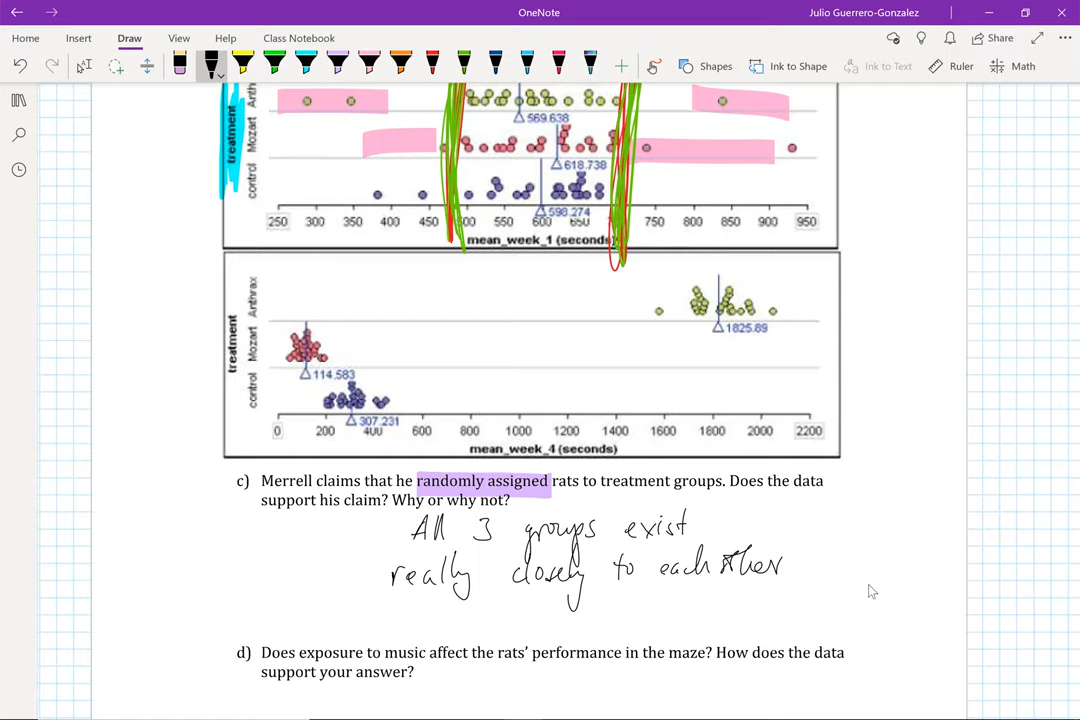 OneNote
Julio Guerrero-Gonzalez
Home Insert Draw View Help Class Notebook
Share
Shapes Ink to Shape Ink to Text Ruler Math
treatment
Anth
Mozart
control
569.638
618.738
598.274
250 300 350 400 450 500 550 600 650 750 800 850 900 950
mean_week_1 (seconds)
treatment
Anthrax
Mozart
control
1825.89
114.583
307.231
0 200 400 600 800 1000 1200 1400 1600 1800 2000 2200
mean_week_4 (seconds)
c) Merrell claims that he randomly assigned rats to treatment groups. Does the data
support his claim? Why or why not?
All 3 groups exist
really closely to each other
d) Does exposure to music affect the rats' performance in the maze? How does the data
support your answer?